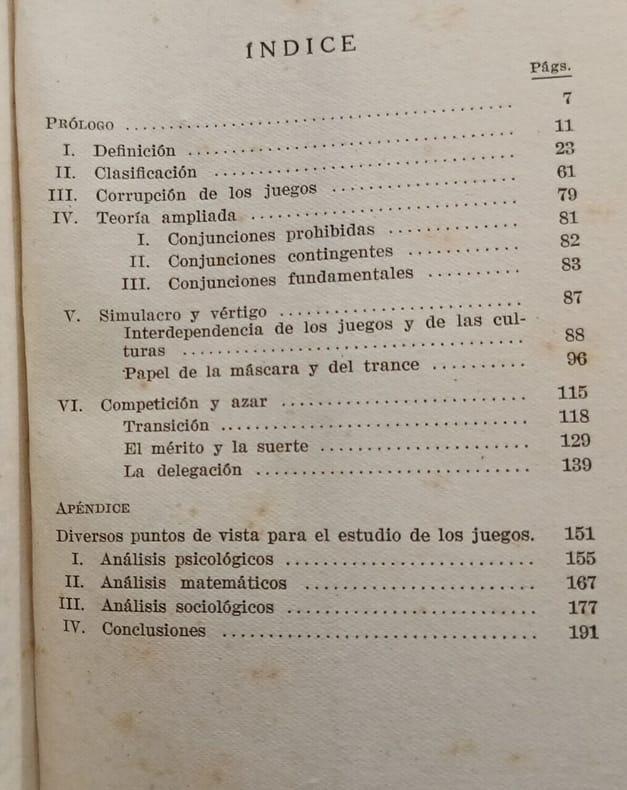 ÍNDICE
Págs.
PRÓLOGO ........................................ 7
I. Definición ........................................ 11
II. Clasificación ........................................ 23
III. Corrupción de los juegos ........................ 61
IV. Teoría ampliada ................................ 79
I. Conjunciones prohibidas ................ 81
II. Conjunciones contingentes ............ 82
III. Conjunciones fundamentales .......... 83
V. Simulacro y vértigo ............................ 87
Interdependencia de los juegos y de las cul-
turas ........................................ 88
Papel de la máscara y del trance .......... 96
VI. Competición y azar ............................ 115
Transición .................................... 118
El mérito y la suerte ........................ 129
La delegación ................................ 139
APÉNDICE
Diversos puntos de vista para el estudio de los juegos. 151
I. Análisis psicológicos .......................... 155
II. Análisis matemáticos ........................ 167
III. Análisis sociológicos .......................... 177
IV. Conclusiones .................................. 191